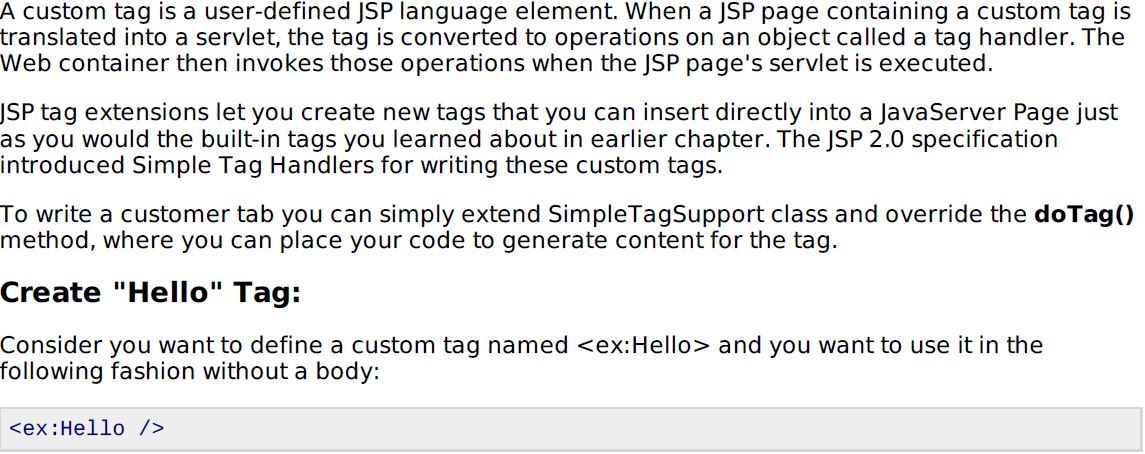 A custom tag is a user-defined JSP language element. When a JSP page containing a custom tag is
translated into a servlet, the tag is converted to operations on an object called a tag handler. The
Web container then invokes those operations when the JSP page's servlet is executed.
JSP tag extensions let you create new tags that you can insert directly into a JavaServer Page just
as you would the built-in tags you learned about in earlier chapter. The JSP 2.0 specification
introduced Simple Tag Handlers for writing these custom tags.
To write a customer tab you can simply extend SimpleTagSupport class and override the doTag()
method, where you can place your code to generate content for the tag.
Create "Hello" Tag:
Consider you want to define a custom tag named <ex:Hello> and you want to use it in the
following fashion without a body:
<ex:Hello />